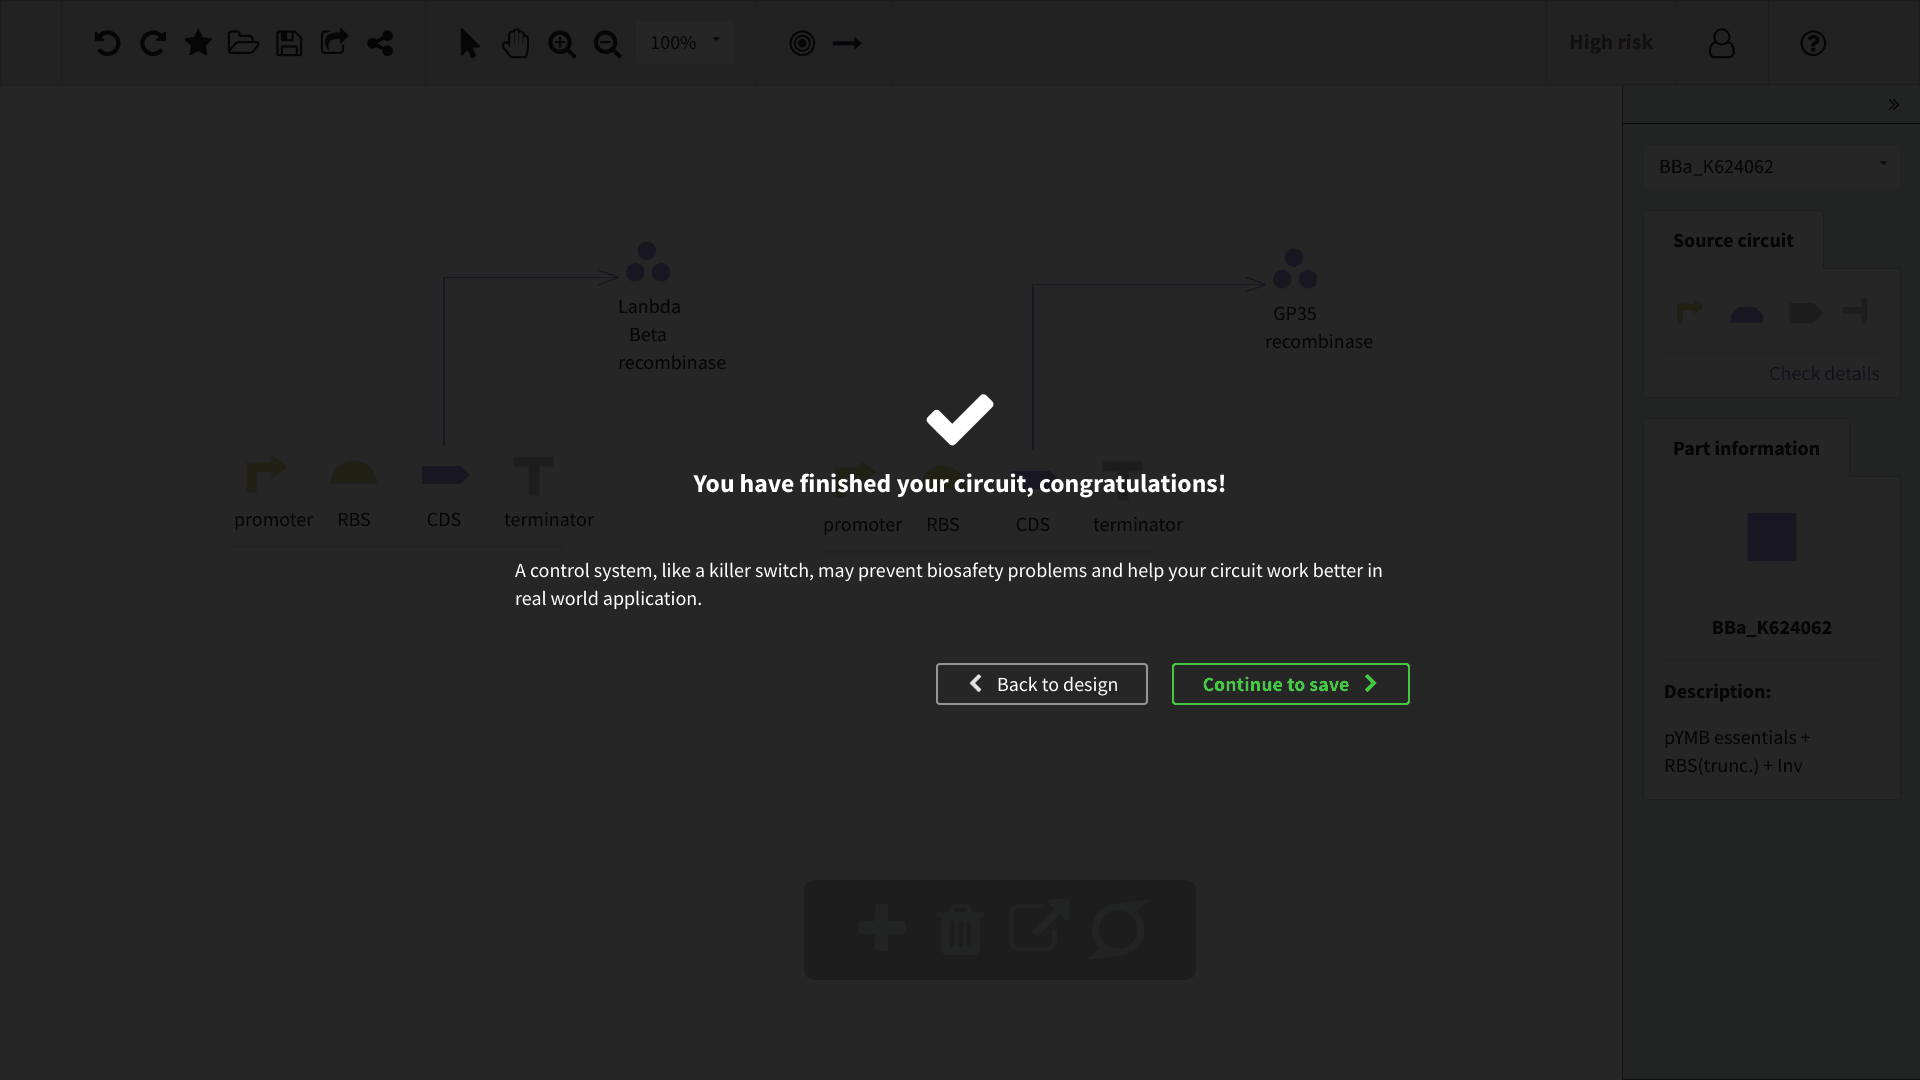 100%
High risk
BBa_K624062
Source circuit
Check details
Lanbda
Beta
recombinase
GP35
recombinase
promoter RBS CDS terminator
promoter RBS CDS terminator
You have finished your circuit, congratulations!
A control system, like a killer switch, may prevent biosafety problems and help your circuit work better in
real world application.
Back to design
Continue to save
Part information
BBa_K624062
Description:
pYMB essentials +
RBS(trunc.) + Inv